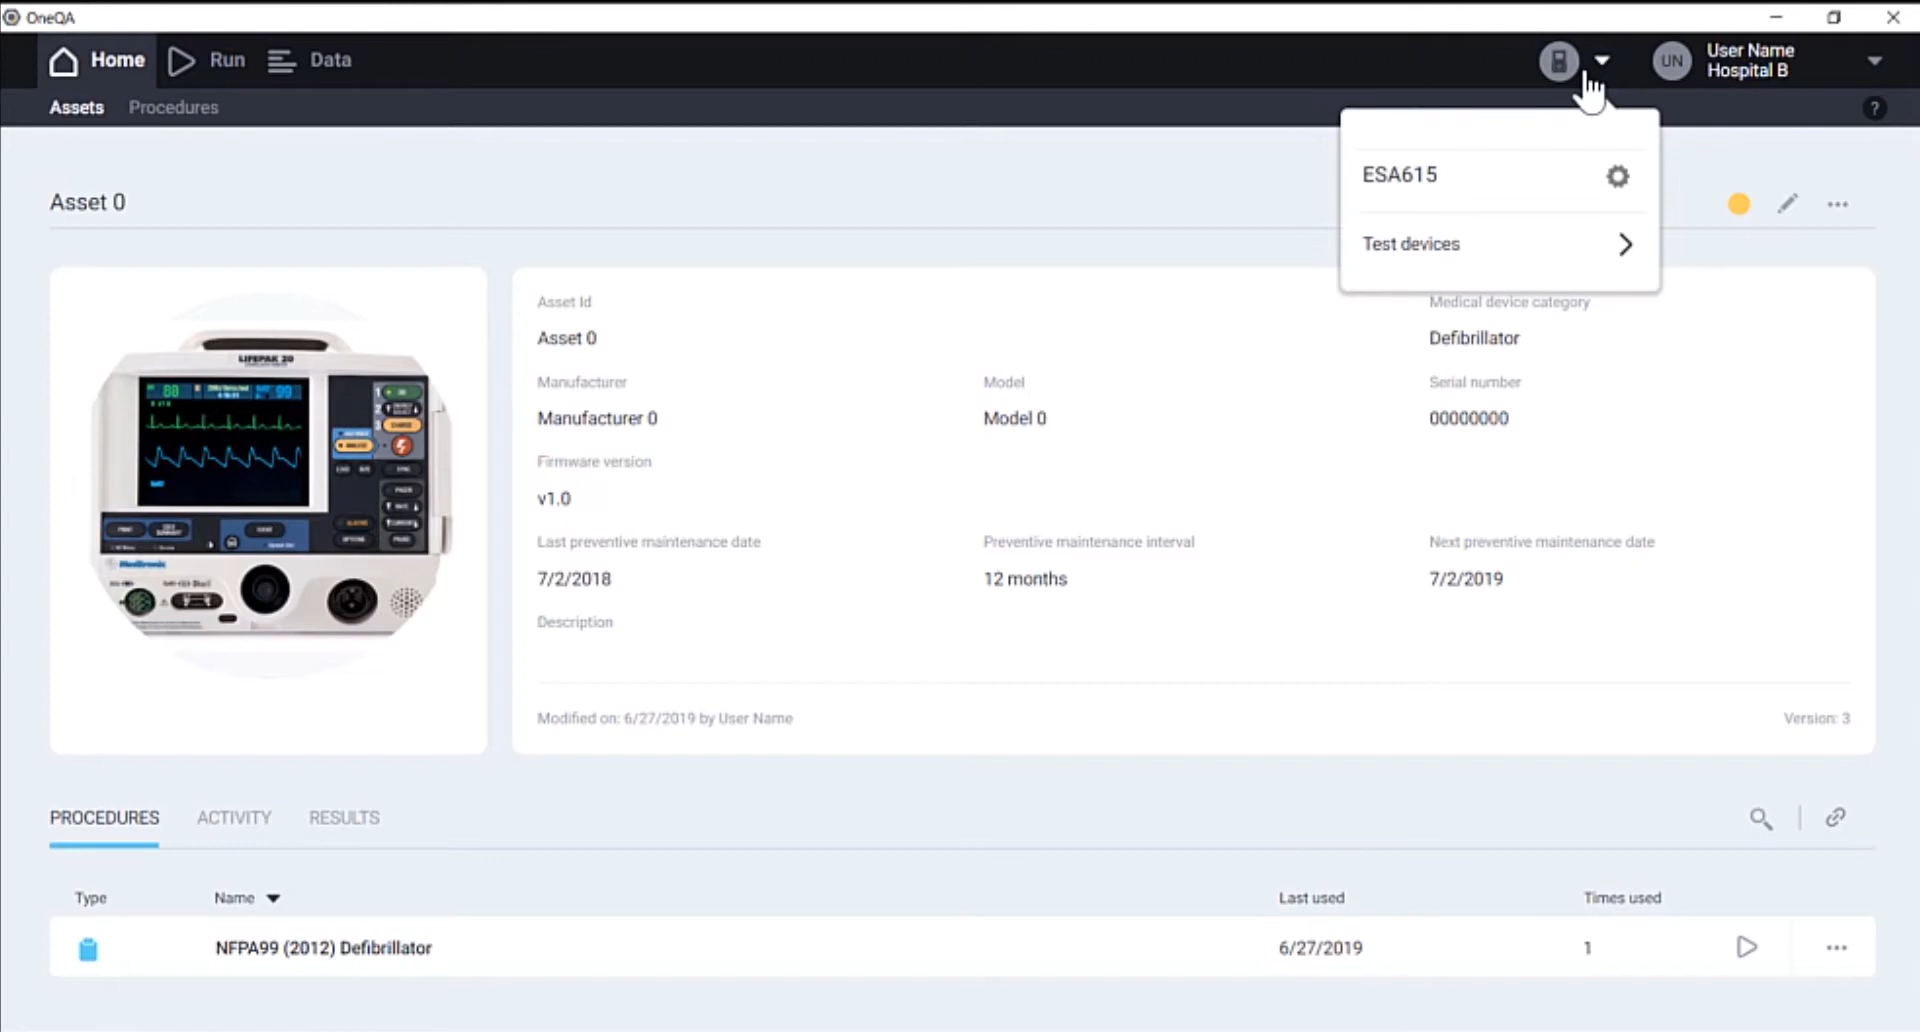 OneQA
Home Run Data
UN
User Name
Hospital B
Assets Procedures
?
ESA615
Test devices
Asset 0
LIFEPAK 20
Medtronic
Asset Id
Asset 0
Medical device category
Defibrillator
Manufacturer
Manufacturer 0
Model
Model 0
Serial number
00000000
Firmware version
v1.0
Last preventive maintenance date
7/2/2018
Preventive maintenance interval
12 months
Next preventive maintenance date
7/2/2019
Description
Modified on: 6/27/2019 by User Name
Version: 3
PROCEDURES ACTIVITY RESULTS
Type Name Last used Times used
NFPA99 (2012) Defibrillator 6/27/2019 1